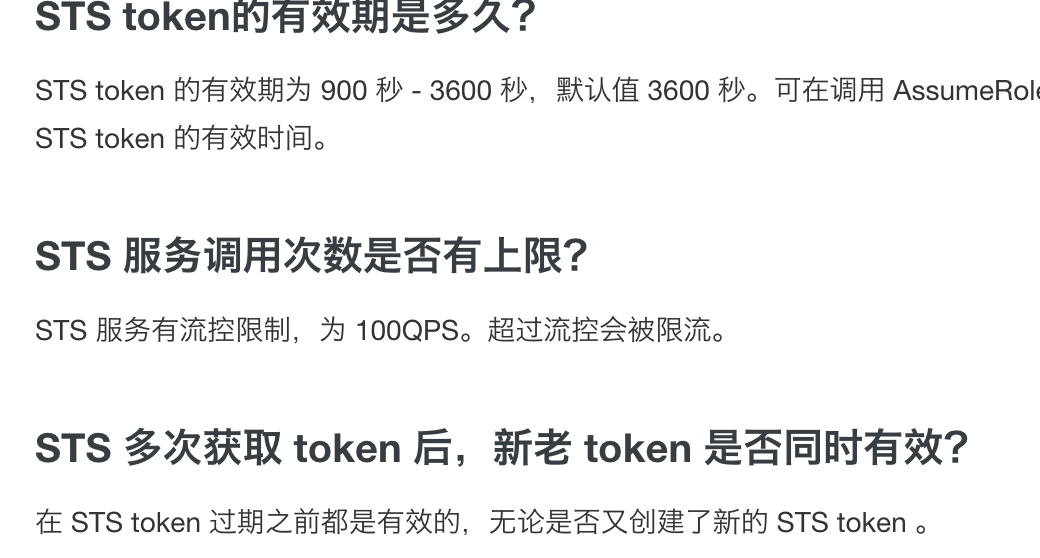 STS token的有效期是多久？
STS token 的有效期为 900 秒 - 3600 秒，默认值 3600 秒。可在调用 AssumeRole
STS token 的有效时间。
STS 服务调用次数是否有上限？
STS 服务有流控限制，为 100QPS。超过流控会被限流。
STS 多次获取 token 后，新老 token 是否同时有效？
在 STS token 过期之前都是有效的，无论是否又创建了新的 STS token 。